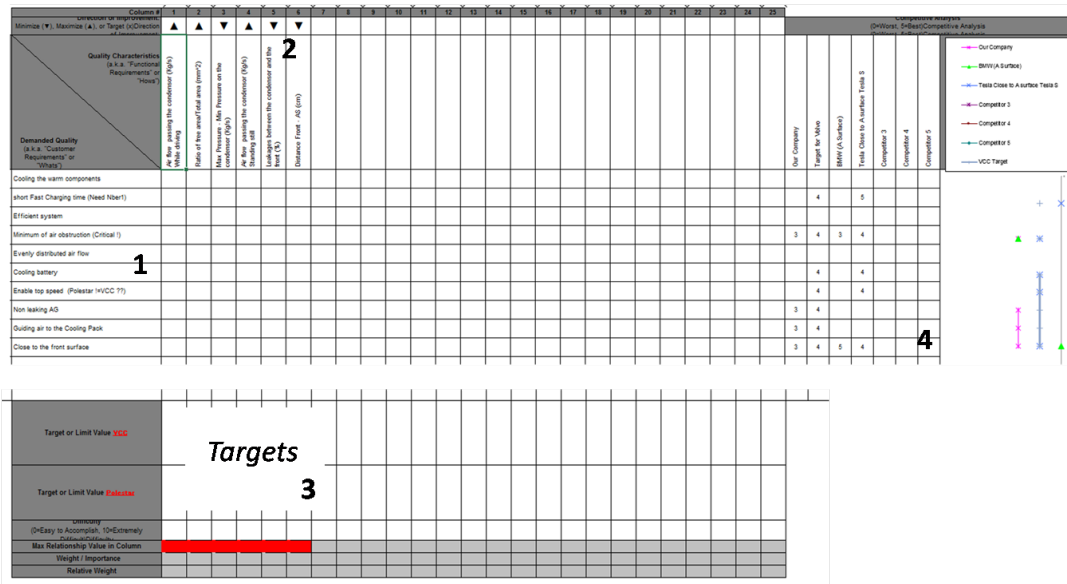 Column # 1 2 3 4 5 6 7 8 9 10 11 12 13 14 15 16 17 18 19 20 21 22 23 24 25
Direction of Improvement:
Minimize (▼), Maximize (▲), or Target (x)Direction
▲ ▲ ▼ ▲ ▼ ▼
Competitive Analysis
(0=Worst, 5=Best)Competitive Analysis
(0=Worst, 5=Best)
2
Quality Characteristics
(a.k.a. "Functional
Requirements" or
"Hows")
Demanded Quality
(a.k.a. "Customer
Requirements" or
"Whats")
Air flow passing the condensor (Kg/s)
While driving
Ratio of free area/Total area (mm^2)
Max Pressure - Min Pressure on the
condensor (Kg/s)
Air flow passing the condensor (Kg/s)
Standing still
Leakages between the condensor and the
front (%)
Distance Front - AS (cm)
Our Company
Target for Volvo
BMW (A Surface)
Tesla Close to A surface Tesla S
Competitor 3
Competitor 4
Competitor 5
Our Company
BMW (A Surface)
Tesla Close to A surface Tesla S
Competitor 3
Competitor 4
Competitor 5
VCC Target
Cooling the warm components
short Fast Charging time (Need Nber1) 4 5
Efficient system
Minimum of air obstruction (Critical !) 3 4 3 4
Evenly distributed air flow
1
Cooling battery 4 4
Enable top speed (Polestar !=VCC ??) 4 4
Non leaking AG 3 4
Guiding air to the Cooling Pack 3 4
4
Close to the front surface 3 4 5 4
Target or Limit Value VCC
Targets
Target or Limit Value Polestar
3
Difficulty
(0=Easy to Accomplish, 10=Extremely
Max Relationship Value in Column
Weight / Importance
Relative Weight